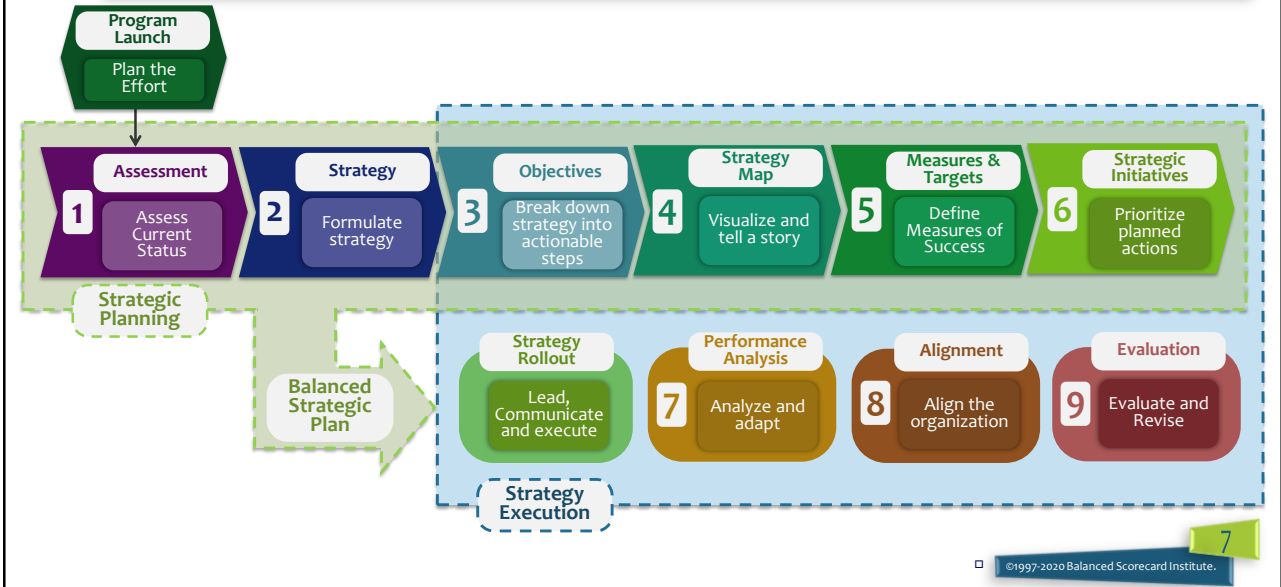 Program
Launch
Plan the
Effort
1
Assessment
Assess
Current
Status
2
Strategy
Formulate
strategy
3
Objectives
Break down
strategy into
actionable
steps
4
Strategy
Map
Visualize and
tell a story
5
Measures &
Targets
Define
Measures of
Success
6
Strategic
Initiatives
Prioritize
planned
actions
Strategic
Planning
Balanced
Strategic
Plan
Strategy
Rollout
Lead,
Communicate
and execute
7
Performance
Analysis
Analyze and
adapt
8
Alignment
Align the
organization
9
Evaluation
Evaluate and
Revise
Strategy
Execution
7
©1997-2020 Balanced Scorecard Institute.